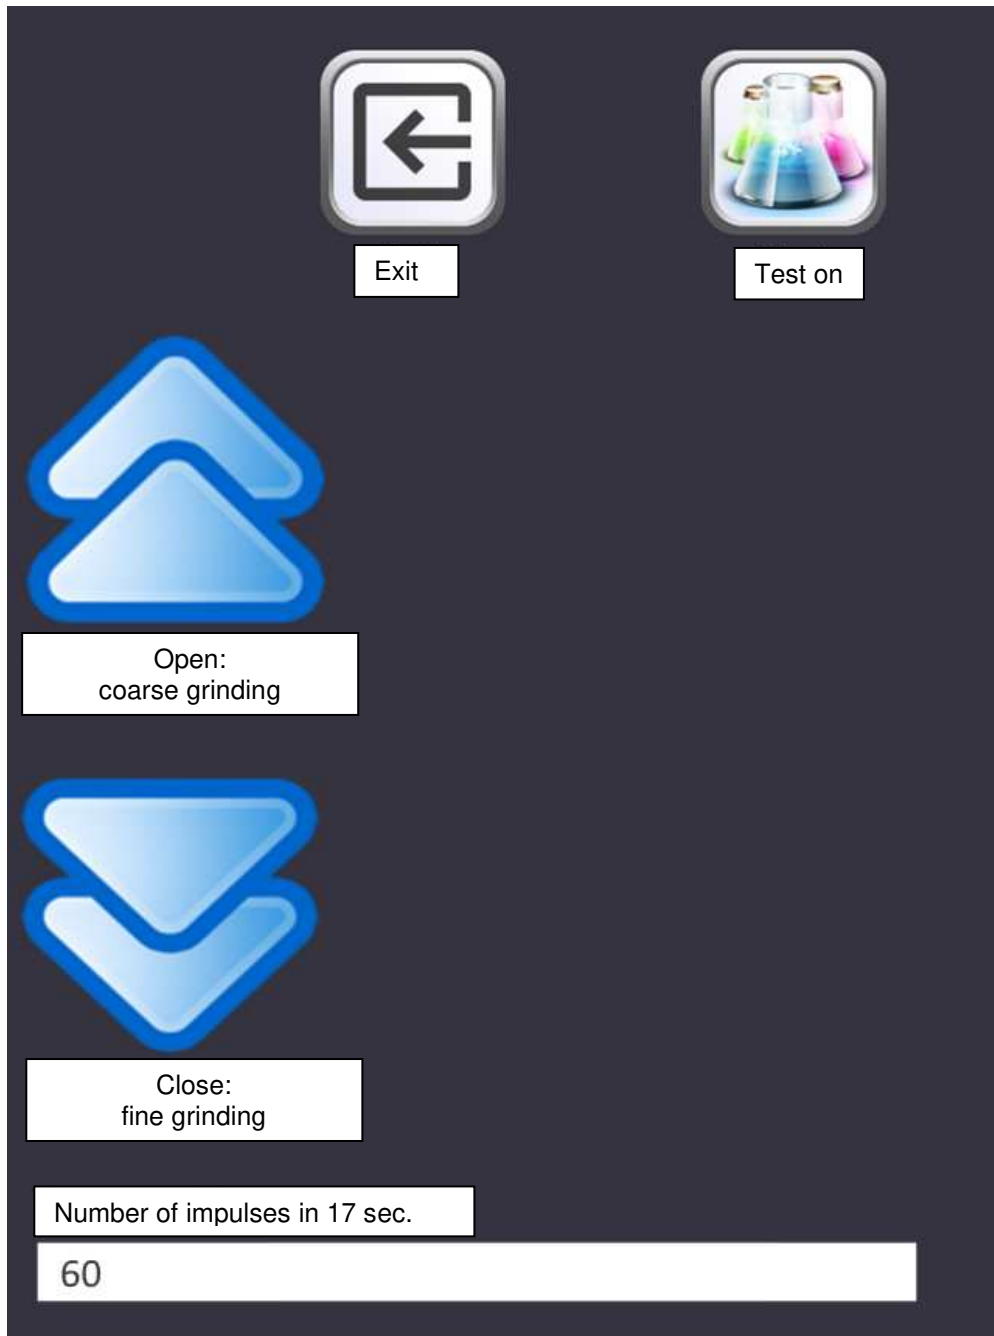 Exit
Test on
Open:
coarse grinding
Close:
fine grinding
Number of impulses in 17 sec.
60